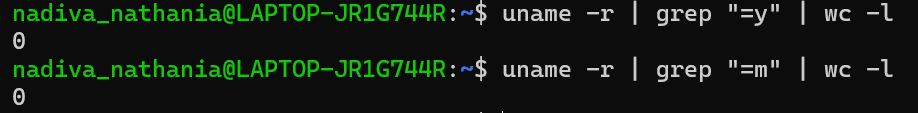 nadiva_nathania@LAPTOP-JR1G744R:~$ uname -r | grep "=y" | wc -l
0
nadiva_nathania@LAPTOP-JR1G744R:~$ uname -r | grep "=m" | wc -l
0